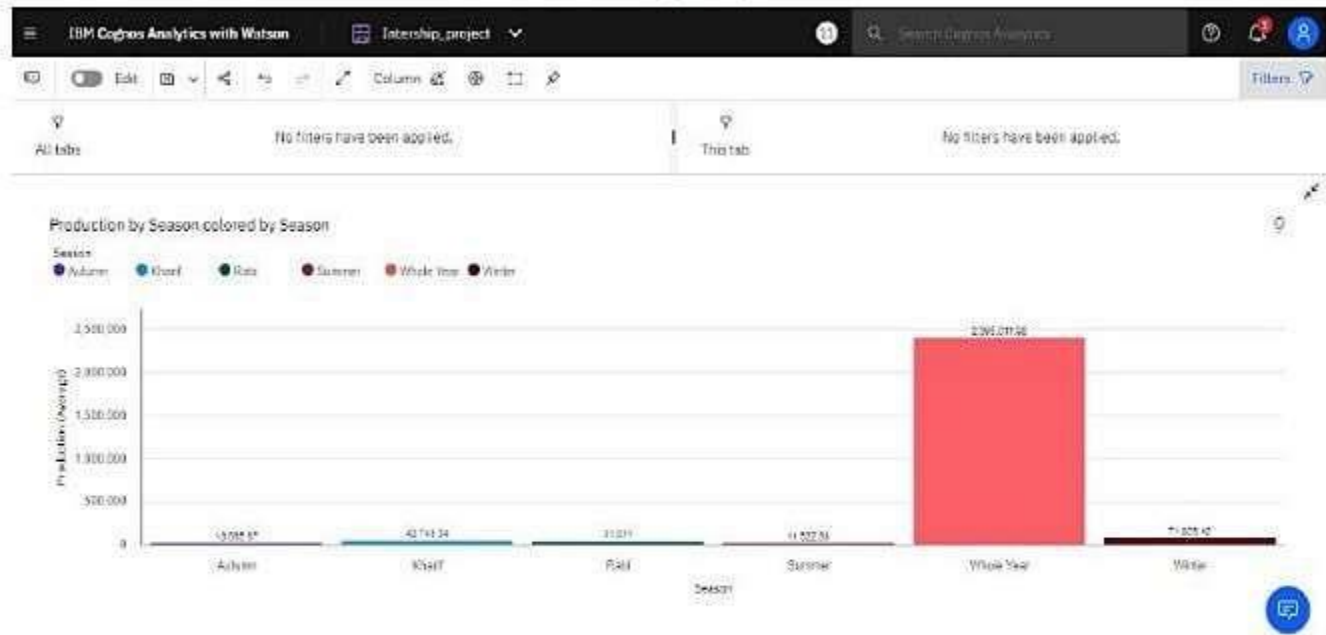 IBM Cognos Analytics with Watson Intership_project Search Cognos Analytics
Edit Column Filters
All tabs No filters have been applied. This tab No filters have been applied.
Production by Season colored by Season
Season
Autumn Kharif Rabi Summer Whole Year Winter
2,500,000
2,000,000
1,500,000
1,000,000
500,000
0
Production (Average)
Autumn Kharif Rabi Summer Whole Year Winter
Season